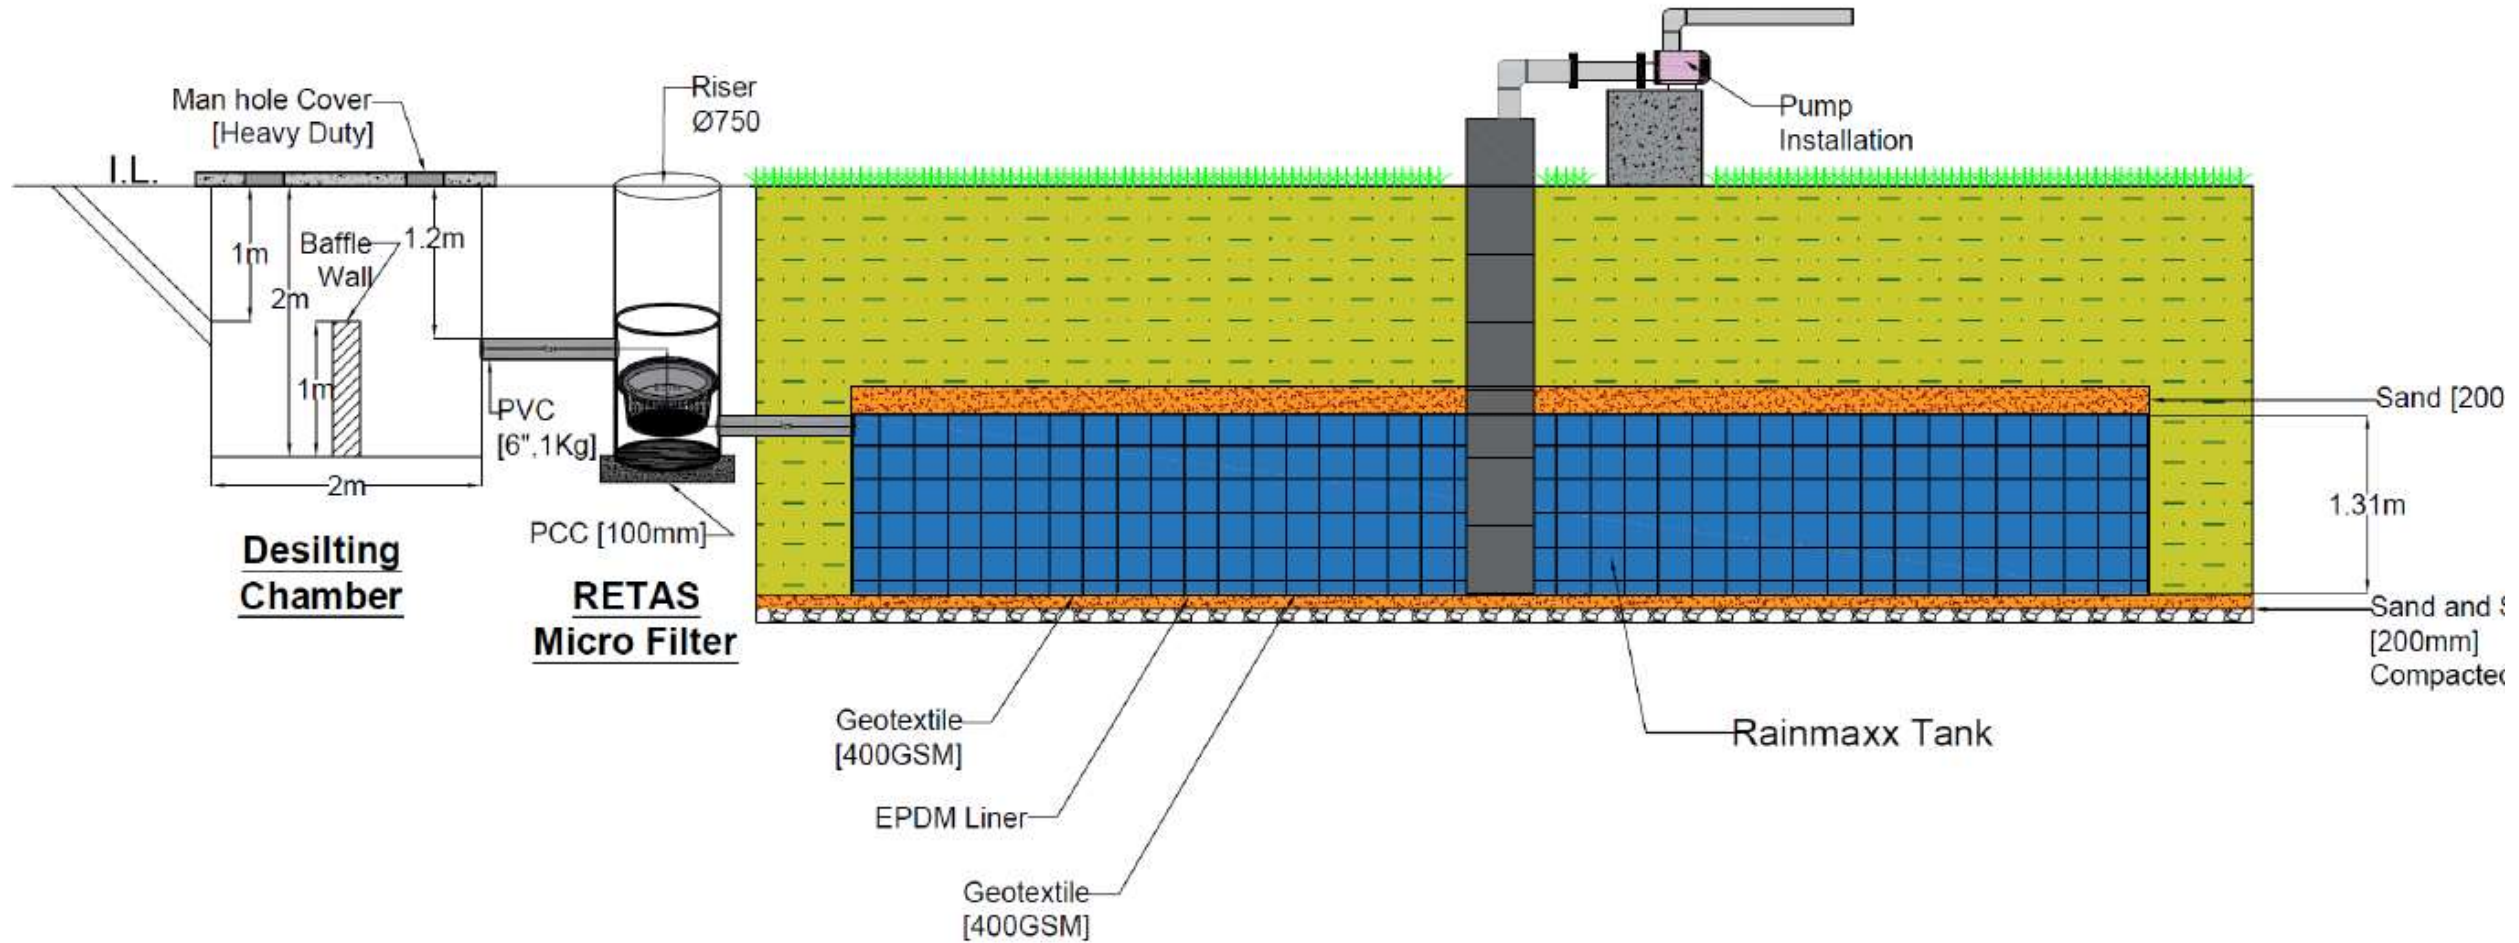 Man hole Cover
[Heavy Duty]
I.L.
Riser
Ø750
Pump
Installation
1m
Baffle
Wall
1.2m
2m
1m
PVC
[6",1Kg]
2m
PCC [100mm]
Desilting
Chamber
RETAS
Micro Filter
Sand [200
1.31m
Sand and S
[200mm]
Compacted
Geotextile
[400GSM]
Rainmaxx Tank
EPDM Liner
Geotextile
[400GSM]